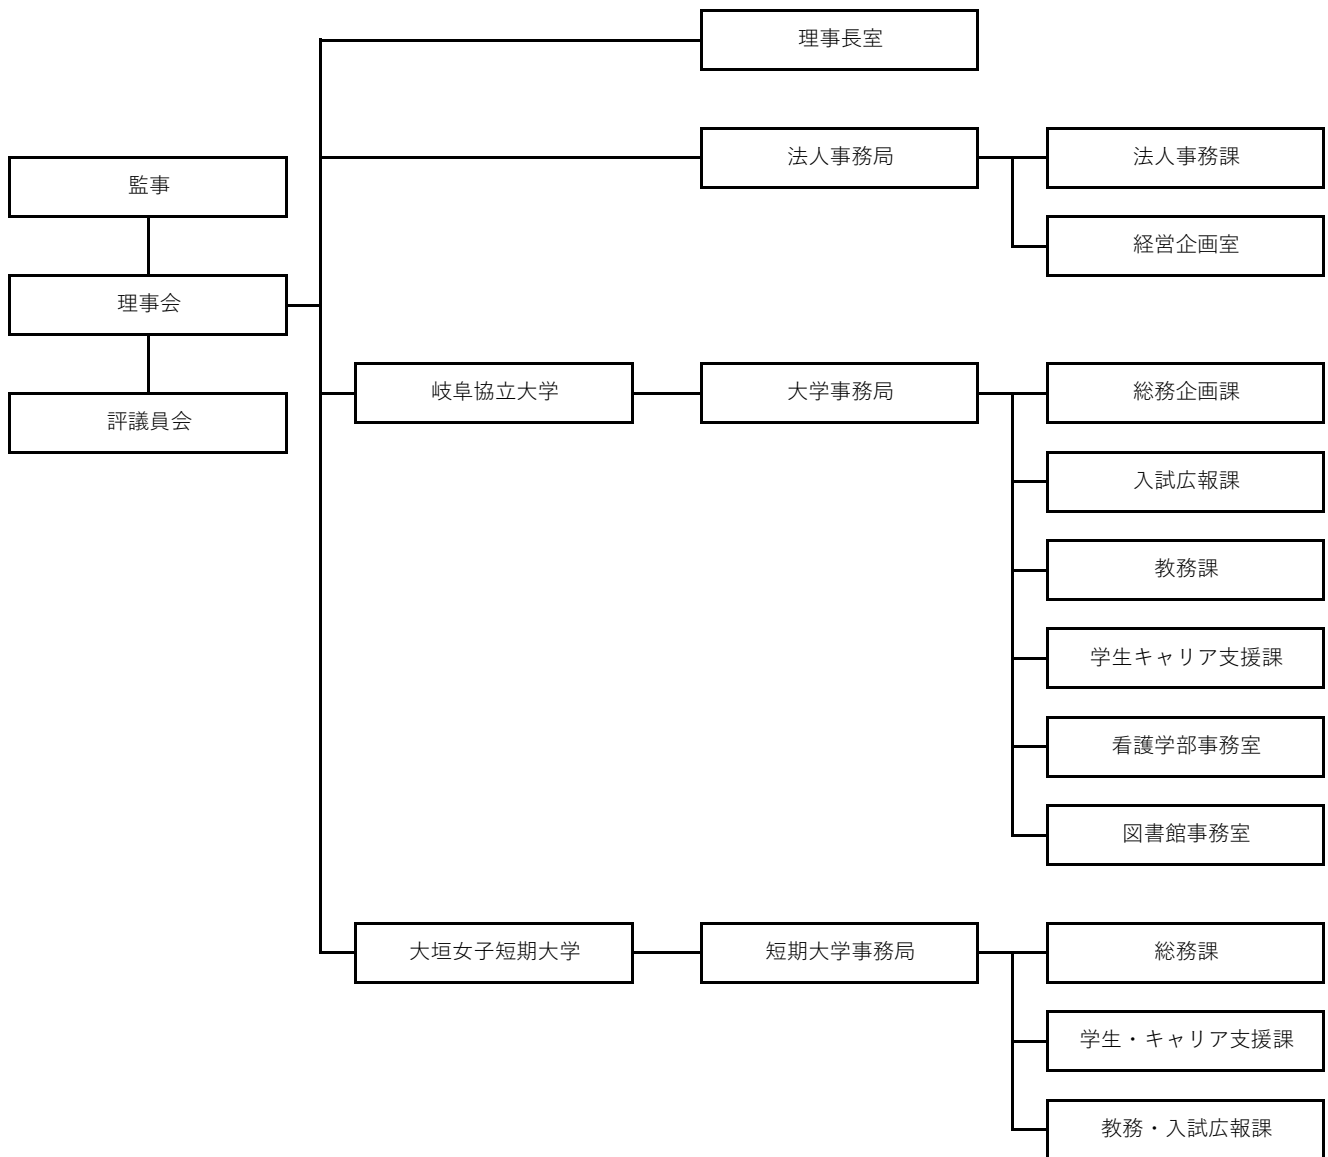 理事長室
法人事務局
法人事務課
監事
経営企画室
理事会
岐阜協立大学
大学事務局
総務企画課
評議員会
入試広報課
教務課
学生キャリア支援課
看護学部事務室
図書館事務室
大垣女子短期大学
短期大学事務局
総務課
学生・キャリア支援課
教務・入試広報課